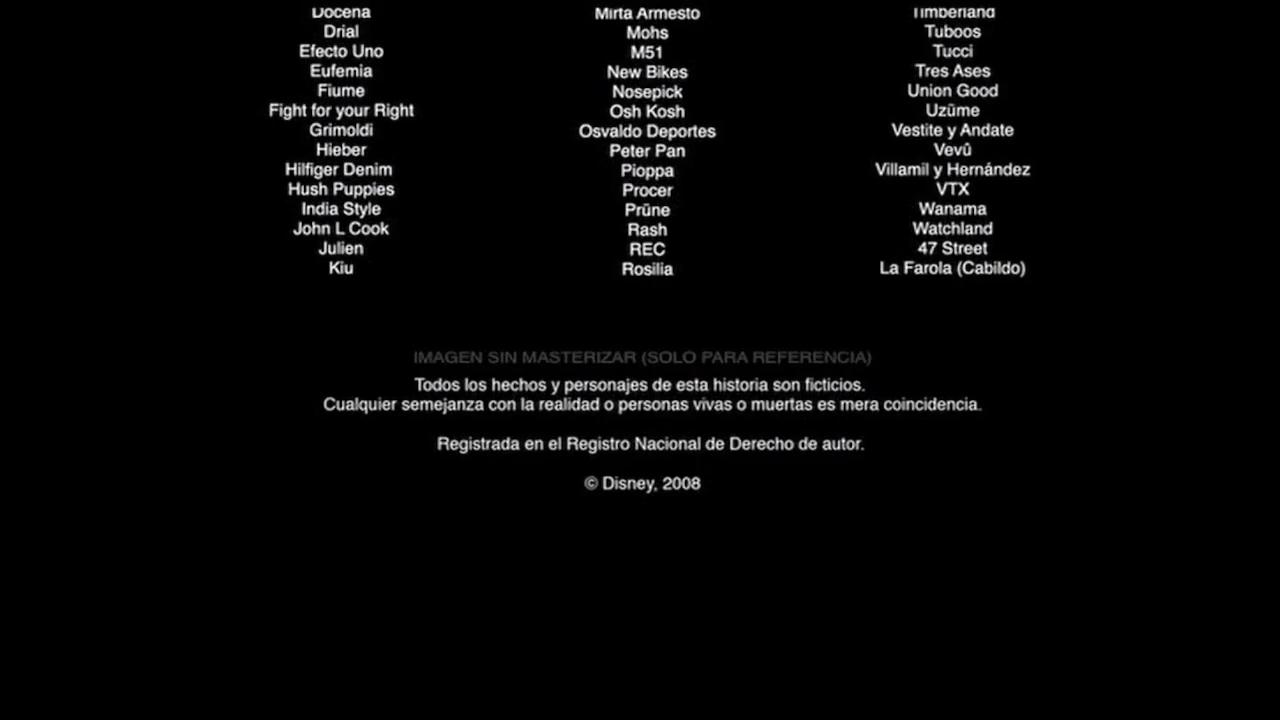 Docena
Drial
Efecto Uno
Eufemia
Fiume
Fight for your Right
Grimoldi
Hieber
Hilfiger Denim
Hush Puppies
India Style
John L Cook
Julien
Kiu
Mirta Armesto
Mohs
M51
New Bikes
Nosepick
Osh Kosh
Osvaldo Deportes
Peter Pan
Pioppa
Procer
Prüne
Rash
REC
Rosilia
Timberland
Tuboos
Tucci
Tres Ases
Union Good
Uzüme
Vestite y Andate
Vevû
Villamil y Hernández
VTX
Wanama
Watchland
47 Street
La Farola (Cabildo)
IMAGEN SIN MASTERIZAR (SOLO PARA REFERENCIA)
Todos los hechos y personajes de esta historia son ficticios.
Cualquier semejanza con la realidad o personas vivas o muertas es mera coincidencia.
Registrada en el Registro Nacional de Derecho de autor.
© Disney, 2008